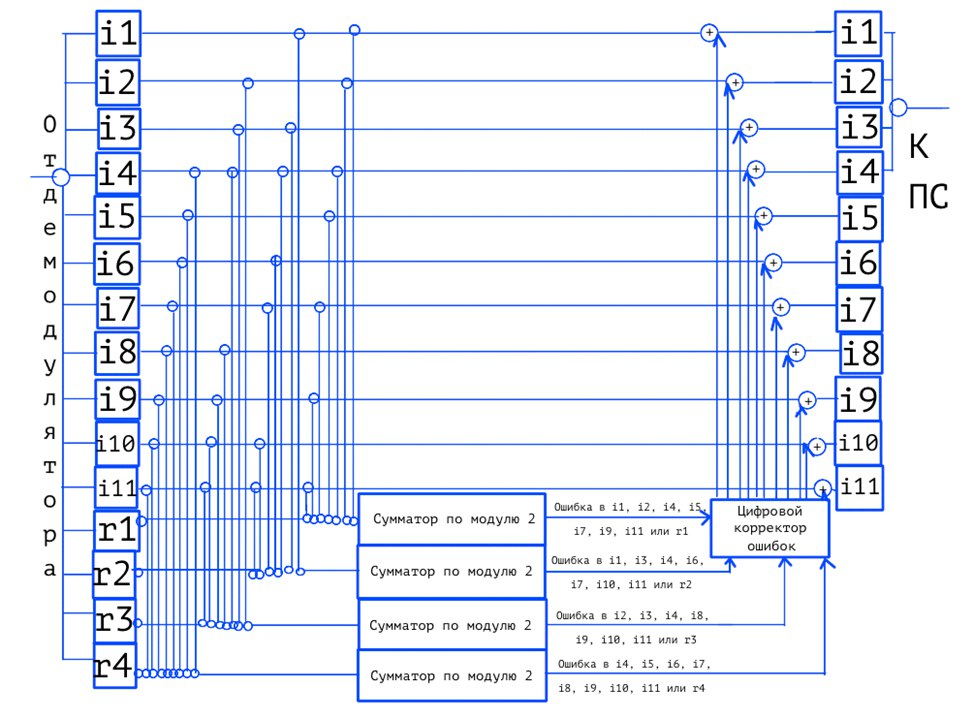 От демодулятора
i1
i2
i3
i4
i5
i6
i7
i8
i9
i10
i11
r1
r2
r3
r4
+
+
+
+
+
+
+
+
+
+
+
i1
i2
i3
i4
i5
i6
i7
i8
i9
i10
i11
К
ПС
Сумматор по модулю 2
Ошибка в i1, i2, i4, i5,
i7, i9, i11 или r1
Сумматор по модулю 2
Ошибка в i1, i3, i4, i6,
i7, i10, i11 или r2
Сумматор по модулю 2
Ошибка в i2, i3, i4, i8,
i9, i10, i11 или r3
Сумматор по модулю 2
Ошибка в i4, i5, i6, i7,
i8, i9, i10, i11 или r4
Цифровой
корректор
ошибок